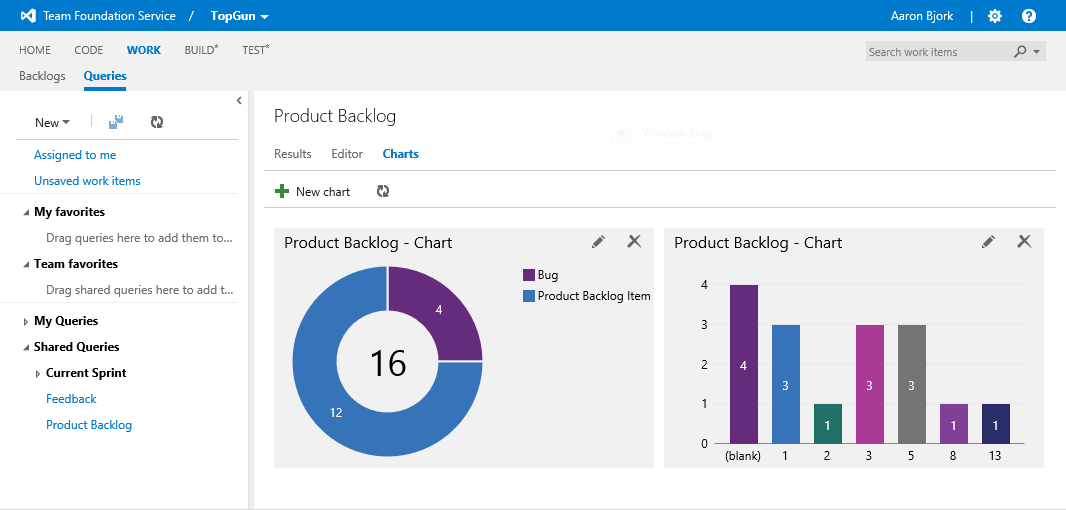 Team Foundation Service / TopGun
Aaron Bjork |
HOME CODE WORK BUILD* TEST*
Search work items
Backlogs Queries
New
Assigned to me
Unsaved work items
My favorites
Drag queries here to add them to...
Team favorites
Drag shared queries here to add t...
My Queries
Shared Queries
Current Sprint
Feedback
Product Backlog
Product Backlog
Window Snip
Results Editor Charts
New chart
Product Backlog - Chart
4
16
12
Bug
Product Backlog Item
Product Backlog - Chart
4
3
2
1
0
4 3 1 3 3 1 1
(blank) 1 2 3 5 8 13